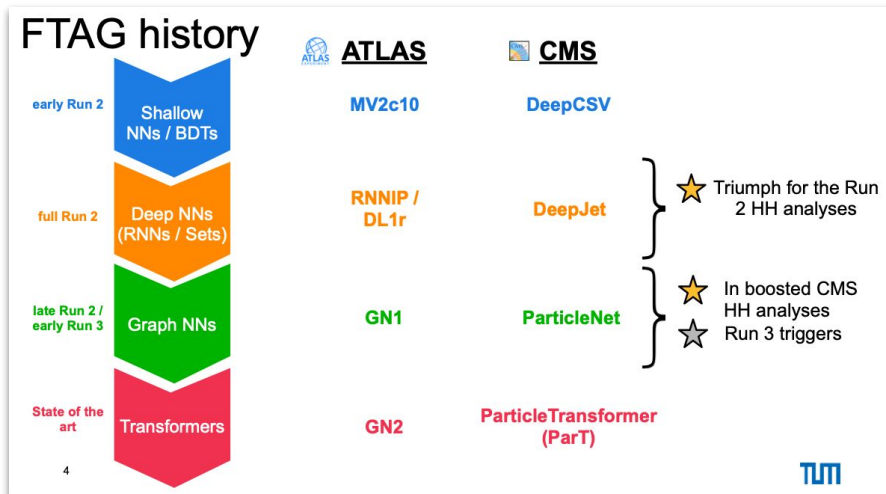 FTAG history
ATLAS EXPERIMENT
ATLAS
CMS
early Run 2
Shallow
NNs / BDTs
MV2c10
DeepCSV
full Run 2
Deep NNs
(RNNs / Sets)
RNNIP /
DL1r
DeepJet
Triumph for the Run
2 HH analyses
late Run 2 /
early Run 3
Graph NNs
GN1
ParticleNet
In boosted CMS
HH analyses
Run 3 triggers
State of the
art
Transformers
GN2
ParticleTransformer
(ParT)
4
TUM